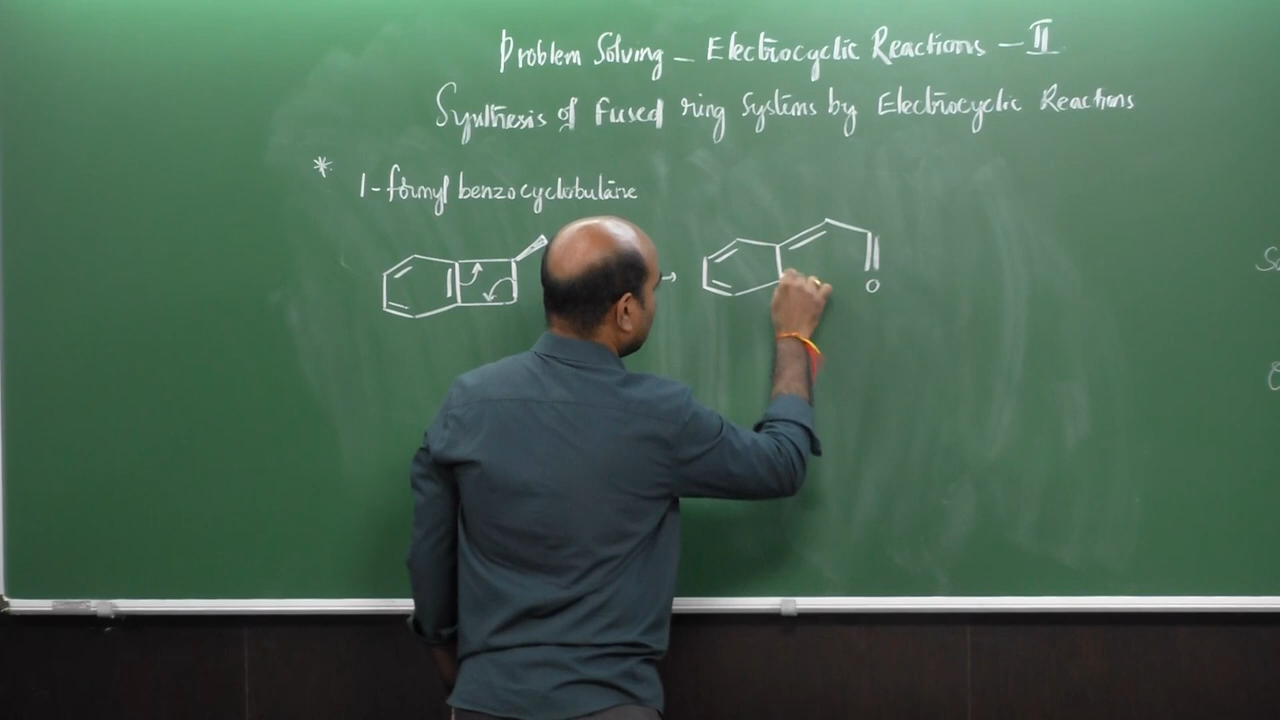 Problem Solving - Electrocyclic Reactions - II
Synthesis of Fused ring Systems by Electrocyclic Reactions
* 1-formyl benzocyclobutane
O